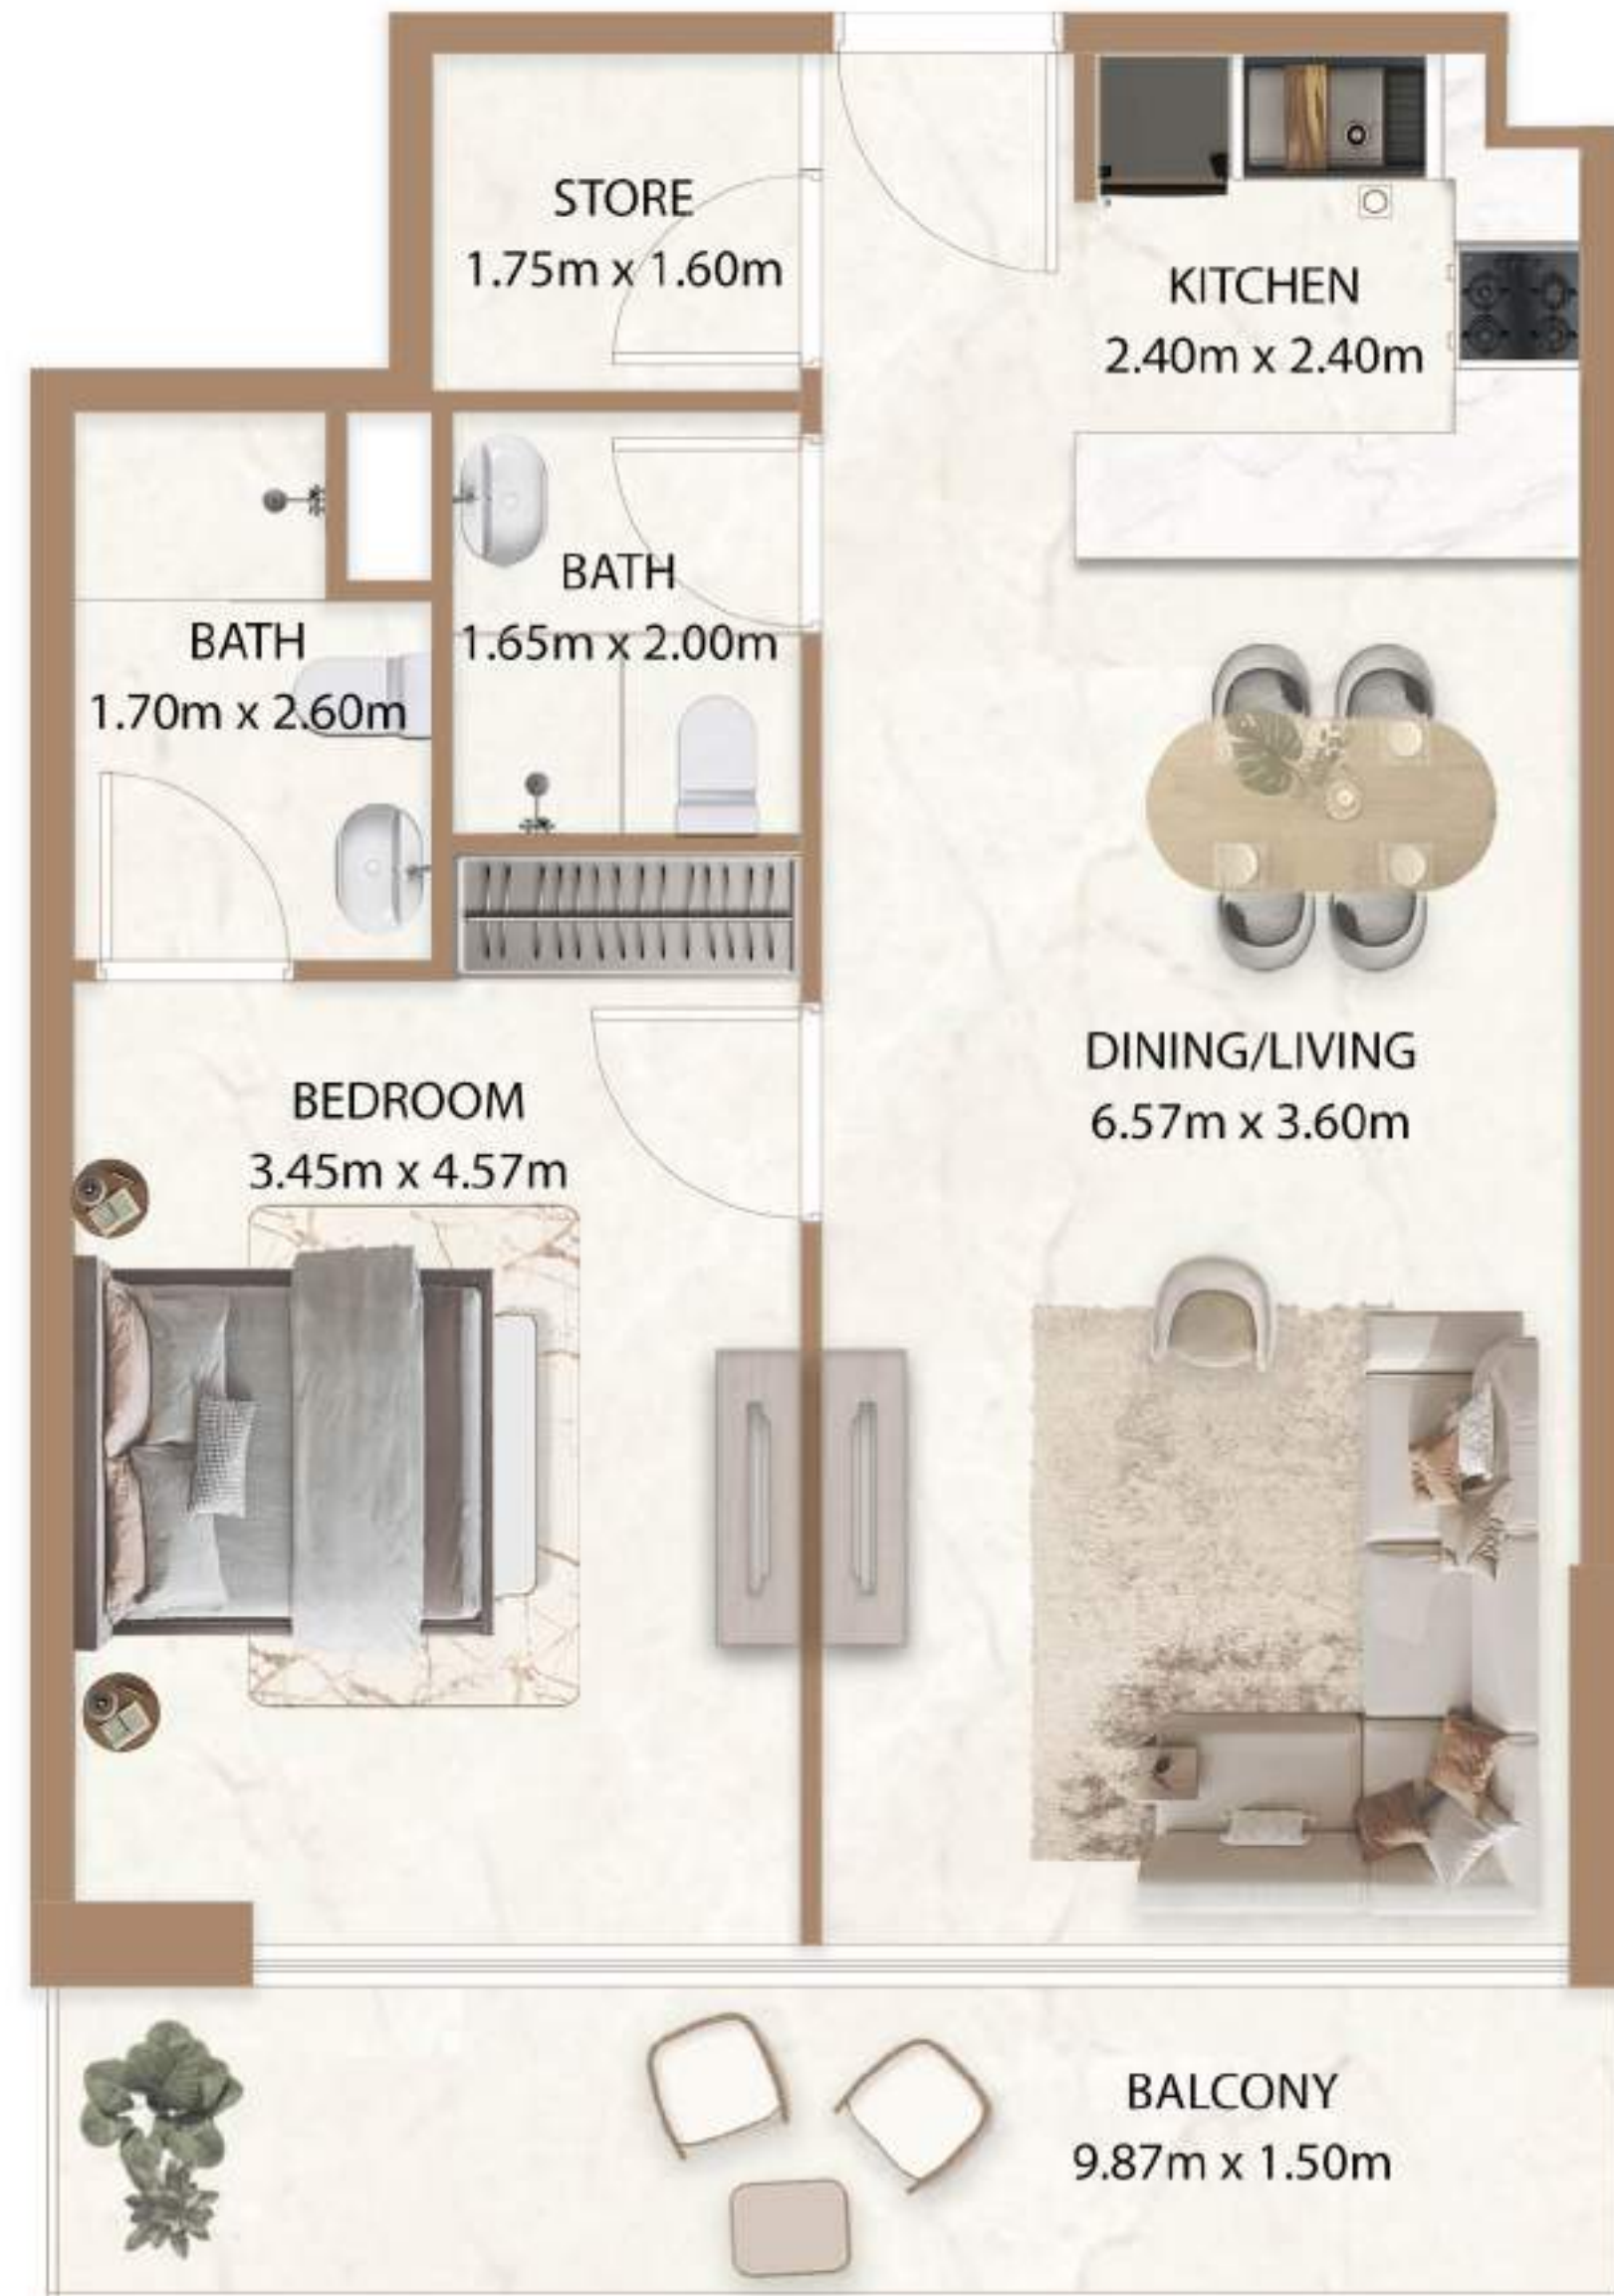 STORE
1.75m x 1.60m
KITCHEN
2.40m x 2.40m
BATH
1.65m x 2.00m
BATH
1.70m x 2.60m
DINING/LIVING
6.57m x 3.60m
BEDROOM
3.45m x 4.57m
BALCONY
9.87m x 1.50m